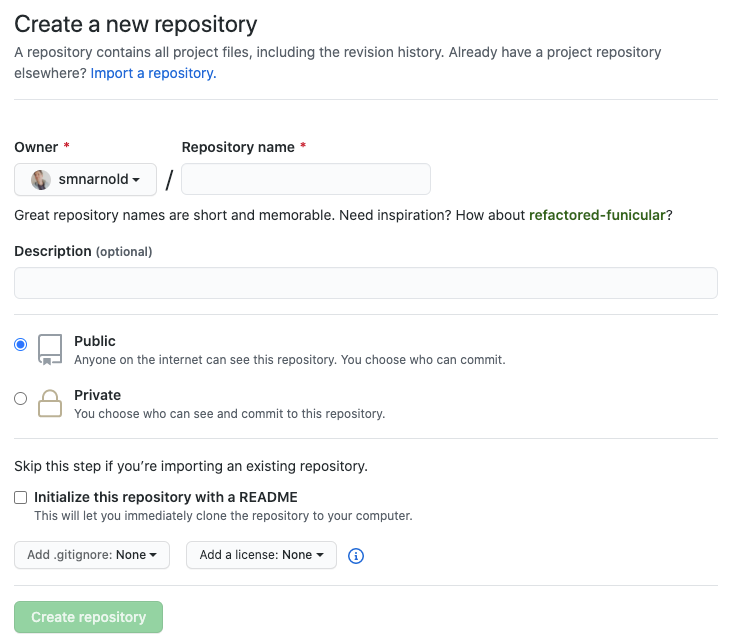 Create a new repository
A repository contains all project files, including the revision history. Already have a project repository
elsewhere? Import a repository.
Owner * Repository name *
smnarnold /
Great repository names are short and memorable. Need inspiration? How about refactored-funicular?
Description (optional)
Public
Anyone on the internet can see this repository. You choose who can commit.
Private
You choose who can see and commit to this repository.
Skip this step if you’re importing an existing repository.
Initialize this repository with a README
This will let you immediately clone the repository to your computer.
Add .gitignore: None Add a license: None
Create repository